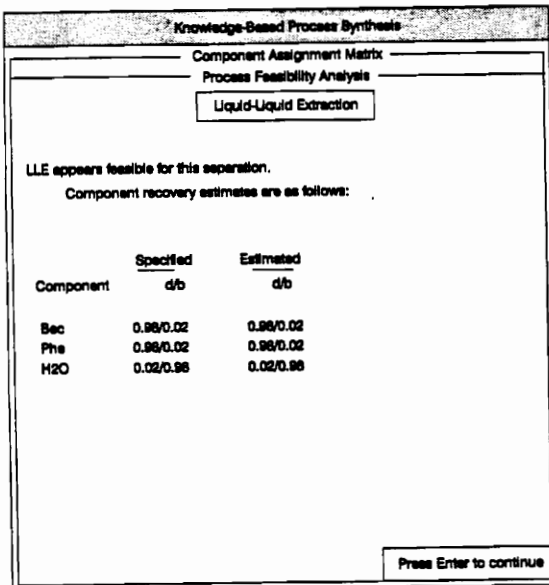 Knowledge-Based Process Synthesis
Component Assignment Matrix
Process Feasibility Analysis
Liquid-Liquid Extraction
LLE appears feasible for this separation.
Component recovery estimates are as follows:
Specified Estimated
Component d/b d/b
Bec 0.98/0.02 0.98/0.02
Phe 0.98/0.02 0.98/0.02
H2O 0.02/0.98 0.02/0.98
Press Enter to continue